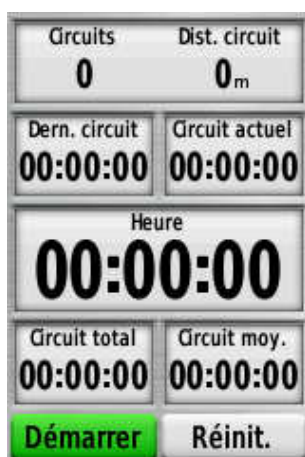 Circuits Dist. circuit
0 0m
Dern. circuit Circuit actuel
00:00:00 00:00:00
Heure
00:00:00
Circuit total Circuit moy.
00:00:00 00:00:00
Démarrer Réinit.